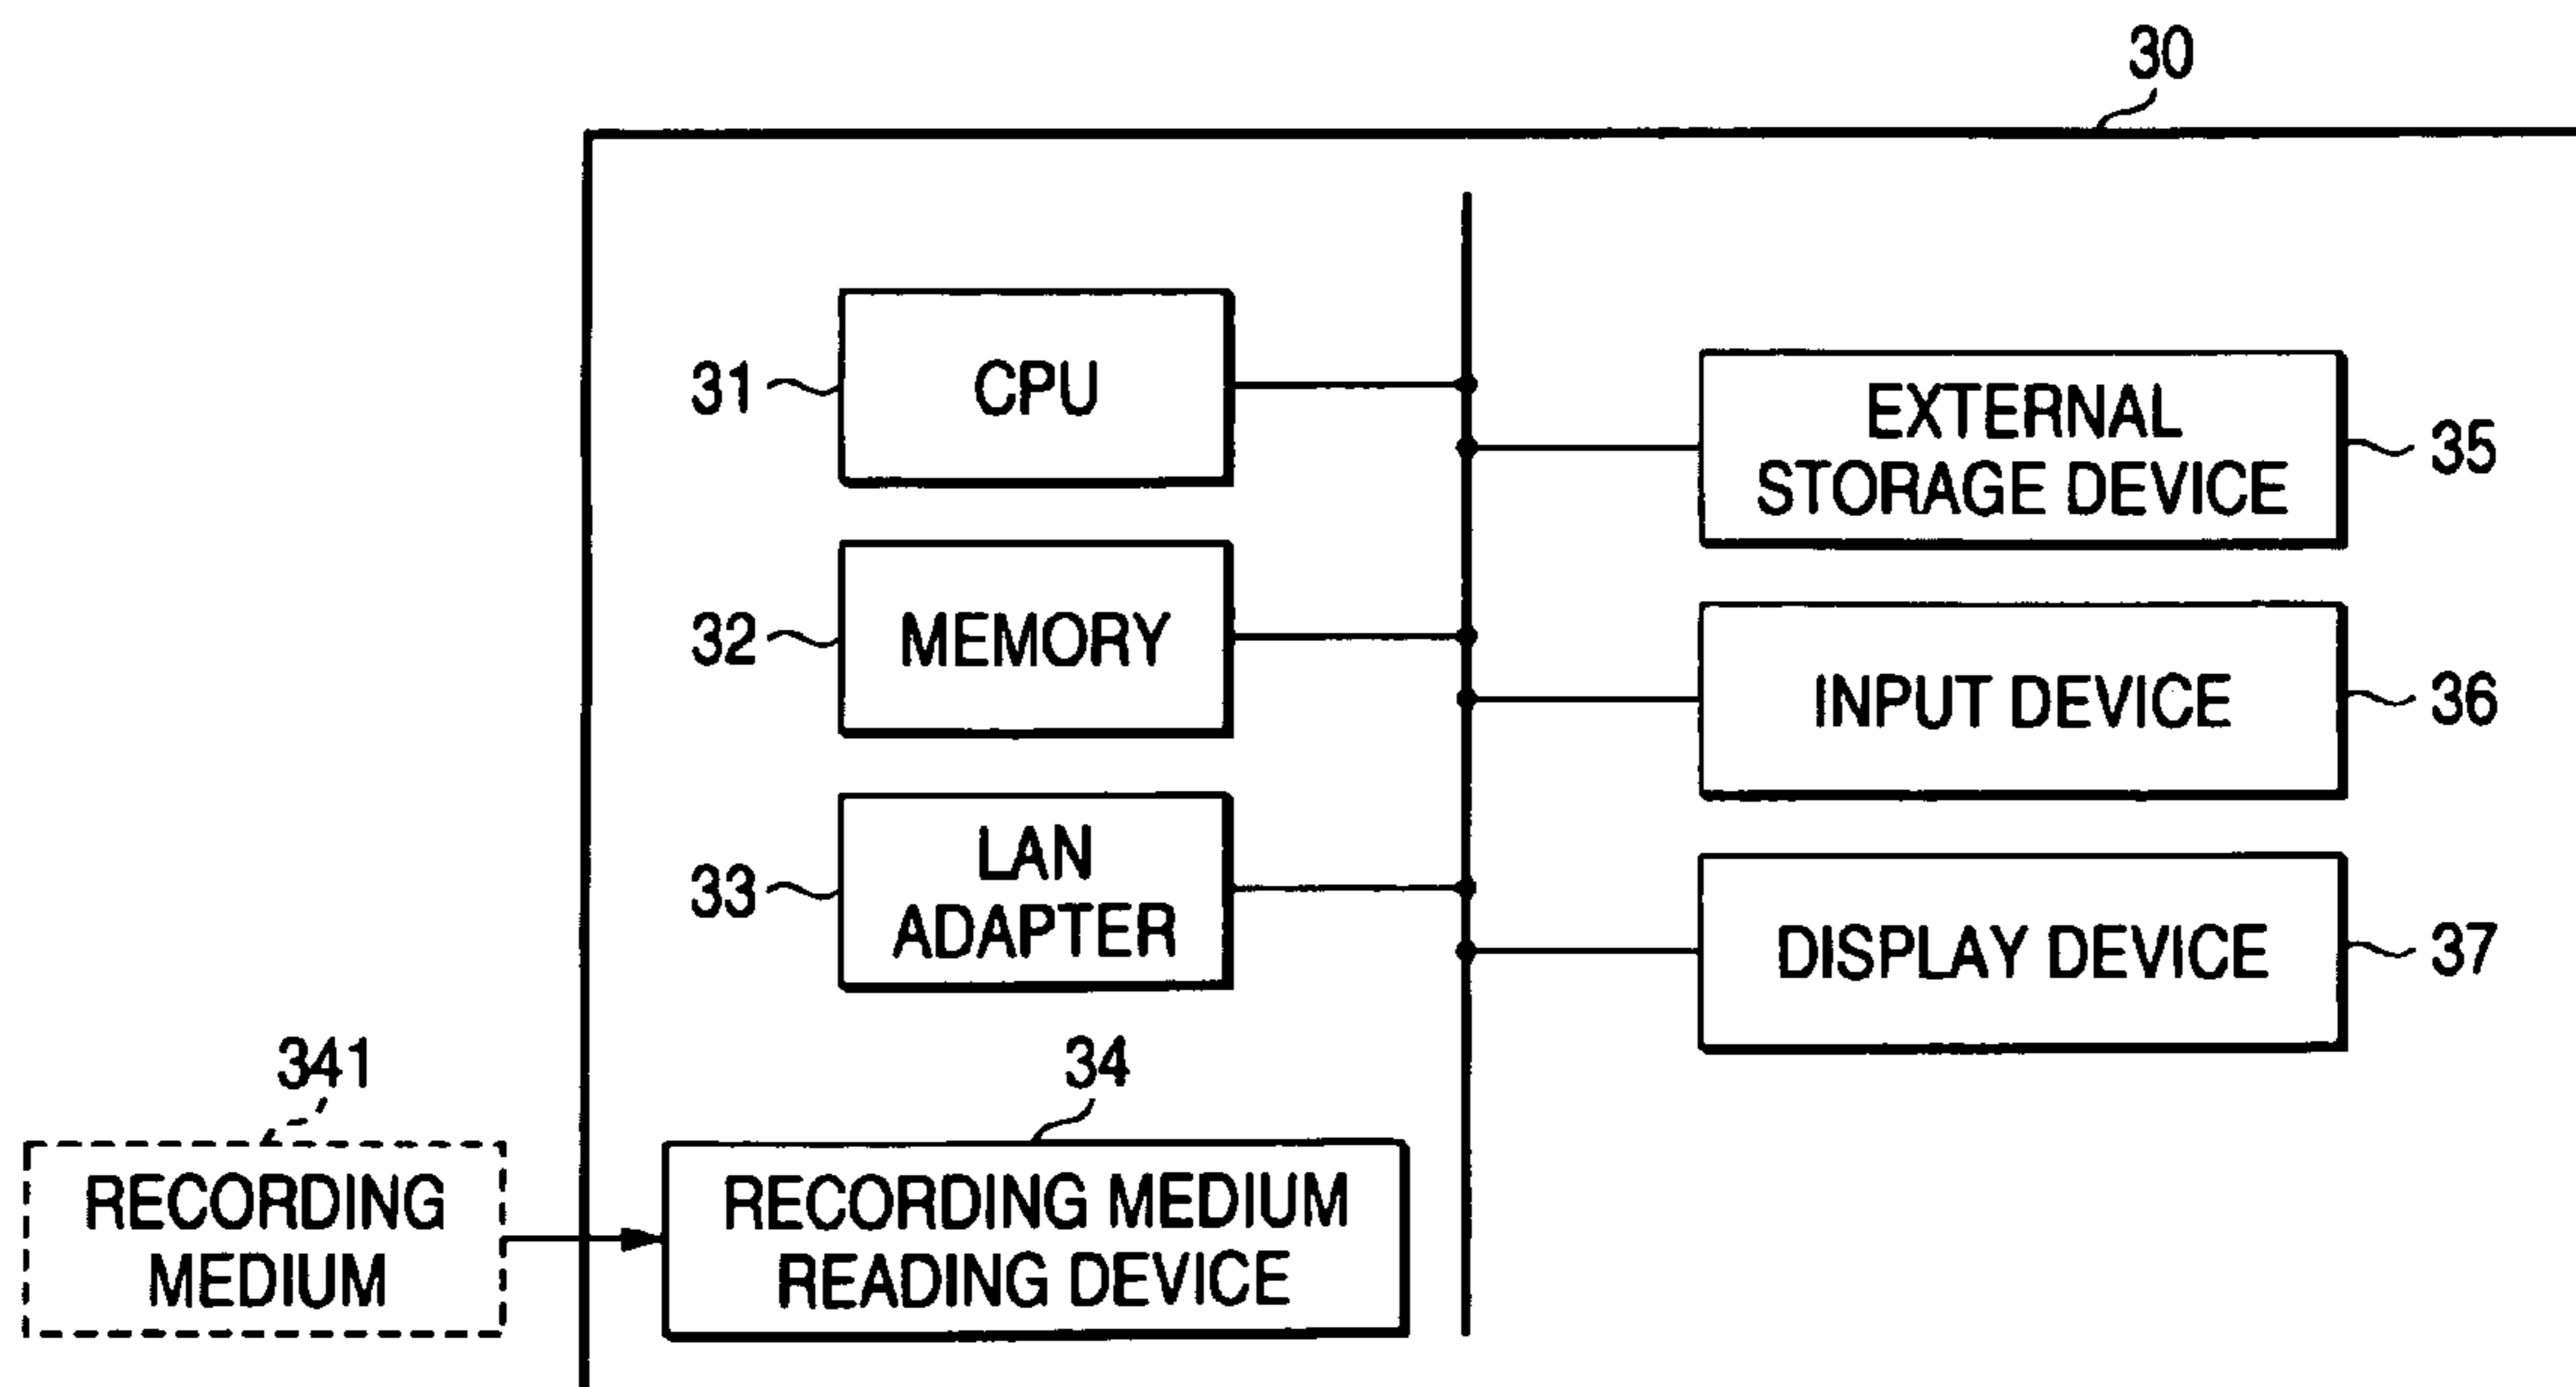 30
31
CPU
32
MEMORY
33
LAN
ADAPTER
EXTERNAL
STORAGE DEVICE
35
INPUT DEVICE
36
DISPLAY DEVICE
37
341
RECORDING
MEDIUM
34
RECORDING MEDIUM
READING DEVICE